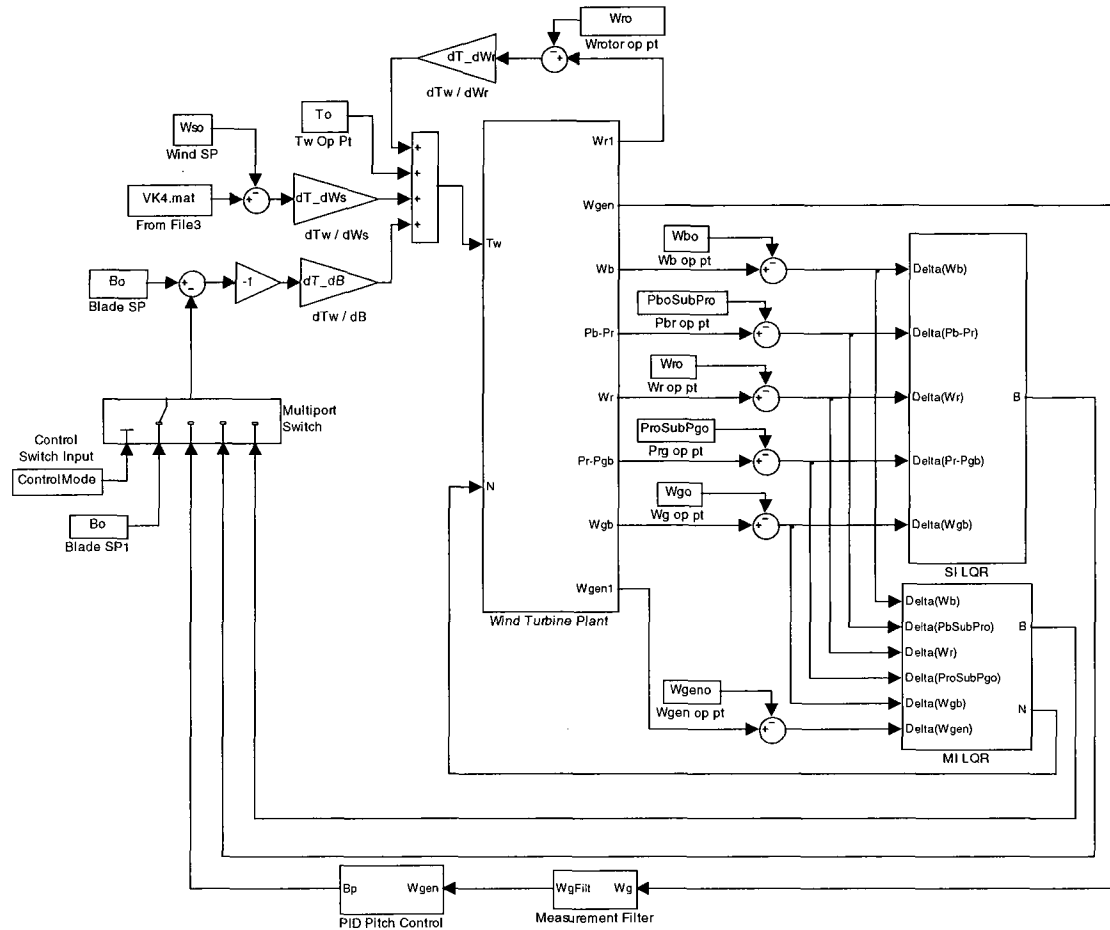 Wro
Wrotor op pt
dT_dWr
dTw / dWr
To
Tw Op Pt
Wso
Wind SP
VK4.mat
From File3
dT_dWs
dTw / dWs
Bo
Blade SP
-1
dT_dB
dTw / dB
Multiport
Switch
Control
Switch Input
ControlMode
Bo
Blade SP1
Tw
N
Wr1
Wgen
Wb
Pb-Pr
Wr
Pr-Pgb
Wgb
Wgen1
Wind Turbine Plant
Wbo
Wb op pt
PboSubPro
Pbr op pt
Wro
Wr op pt
ProSubPgo
Prg op pt
Wgo
Wg op pt
Wgeno
Wgen op pt
Delta(Wb)
Delta(Pb-Pr)
Delta(Wr)
Delta(Pr-Pgb)
Delta(Wgb)
B
SI LQR
Delta(Wb)
Delta(PbSubPro)
Delta(Wr)
Delta(ProSubPgo)
Delta(Wgb)
Delta(Wgen)
B
N
MI LQR
Bp
Wgen
PID Pitch Control
WgFilt
Wg
Measurement Filter